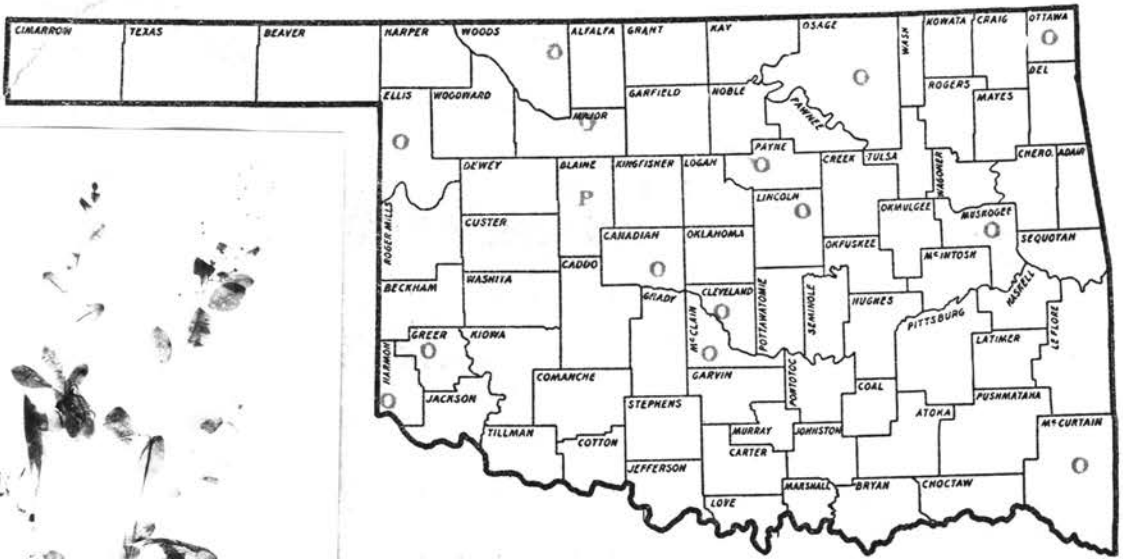 CIMARRON TEXAS BEAVER HARPER WOODS ALFALFA GRANT KAY OSAGE WASH NOWATA CRAIG OTTAWA
O O O
DEL
ELLIS WOODWARD GARFIELD NOBLE ROGERS
MAJOR PAWNEE MAYES
O O
PAYNE
DEWEY BLAINE KINGFISHER LOGAN O CREEK TULSA WAGONER CHERO. ADAIR
P LINCOLN O
ROGER MILLS CUSTER OKMULGEE MUSKOGEE
CANADIAN OKLAHOMA OKFUSKEE O SEQUOYAH
CADDO O MCINTOSH
BECKHAM WASHITA GRADY CLEVELAND POTTAWATOMIE SEMINOLE HUGHES HASKELL
O PITTSBURG LEFLORE
GREER KIOWA MCCLAIN LATIMER
HARMON O O
O JACKSON COMANCHE GARVIN PONTOTOC COAL
STEPHENS ATOKA PUSHMATAHA
TILLMAN COTTON MURRAY JOHNSTON MCCURTAIN
CARTER O
JEFFERSON MARSHALL BRYAN CHOCTAW
LOVE